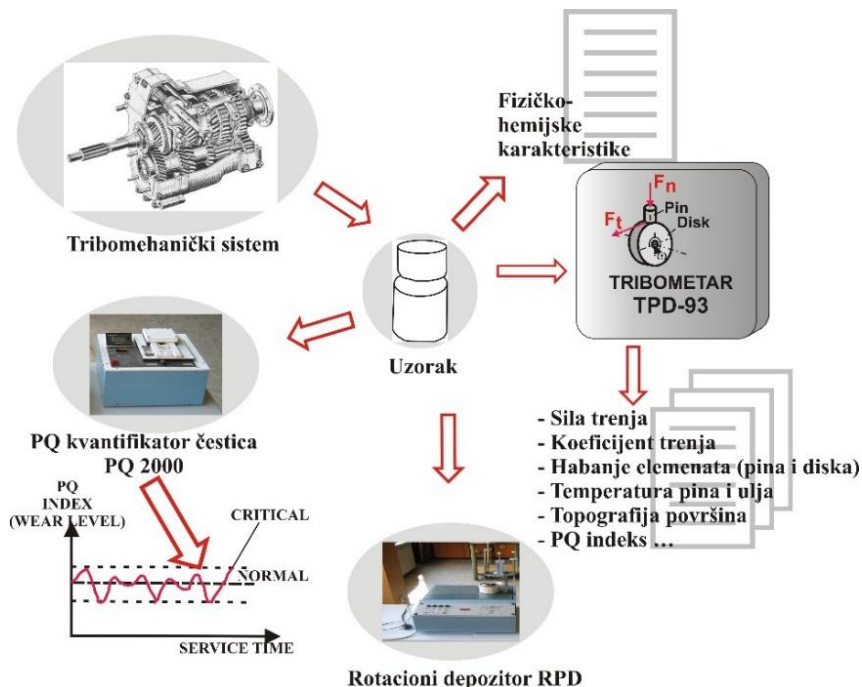 Fizičko-
hemijske
karakteristike
Tribomehanički sistem
Fn
Pin
Ft
Disk
TRIBOMETAR
TPD-93
Uzorak
PQ kvantifikator čestica
PQ 2000
- Sila trenja
- Koeficijent trenja
- Habanje elemenata (pina i diska)
- Temperatura pina i ulja
- Topografija površina
- PQ indeks ...
PQ
INDEX
(WEAR LEVEL)
CRITICAL
NORMAL
SERVICE TIME
Rotacioni depozitor RPD